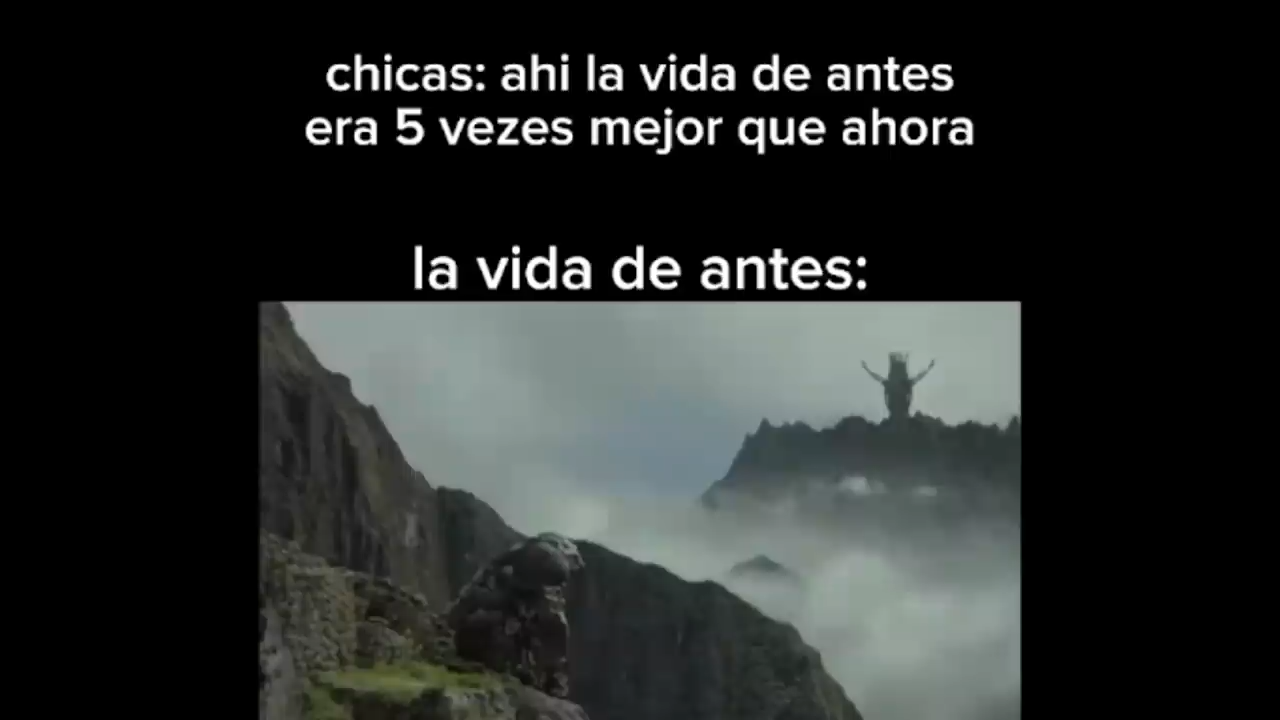 chicas: ahi la vida de antes
era 5 vezes mejor que ahora
la vida de antes: